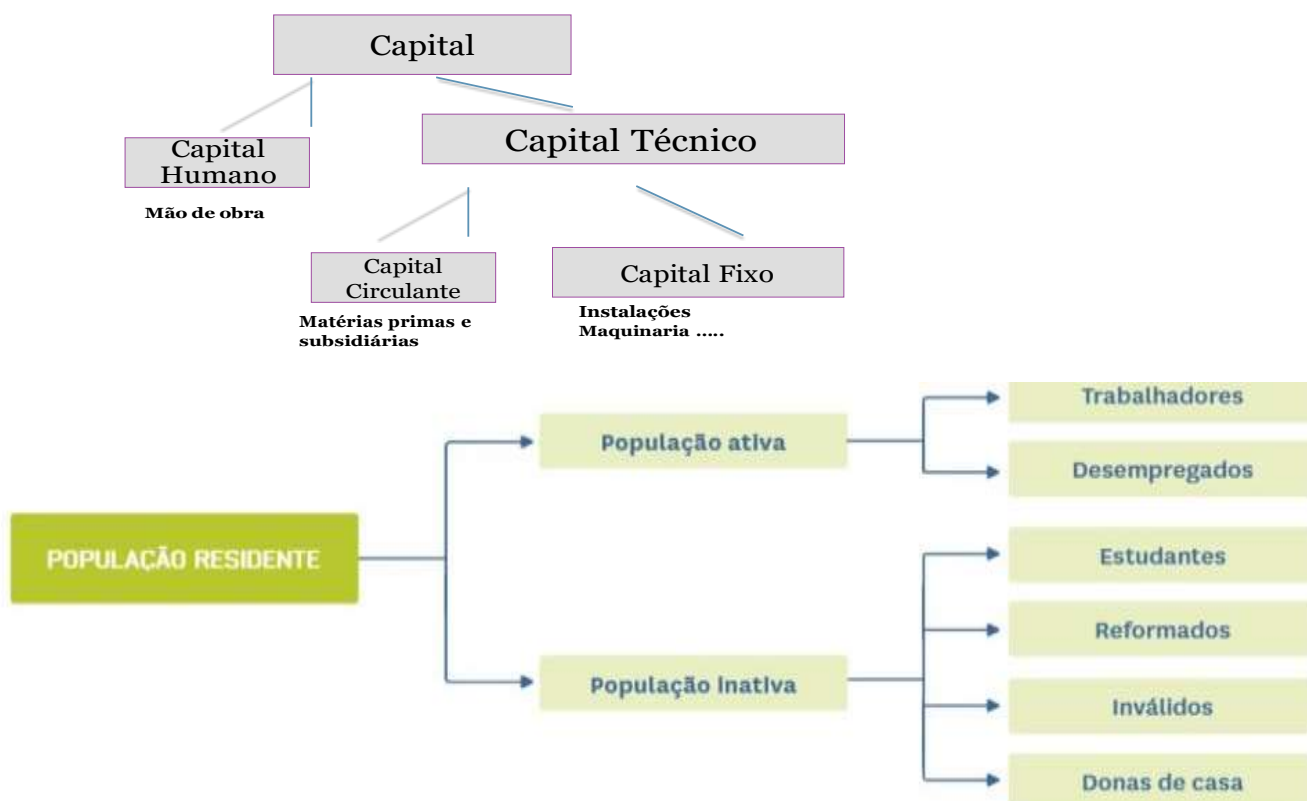 Capital
Capital Técnico
Capital
Humano
Mão de obra
Capital
Circulante
Capital Fixo
Matérias primas e
subsidiárias
Instalações
Maquinaria .....
POPULAÇÃO RESIDENTE
População ativa
Trabalhadores
Desempregados
População inativa
Estudantes
Reformados
Inválidos
Donas de casa